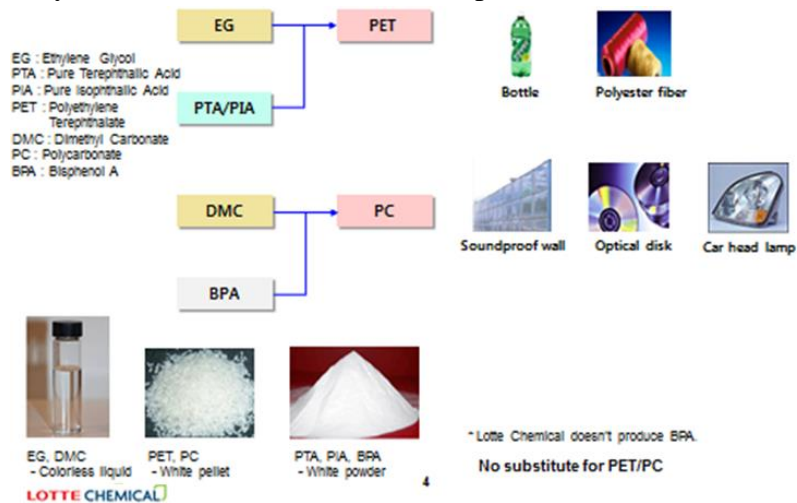 EG
PET
EG : Ethylene Glycol
PTA : Pure Terephthalic Acid
PIA : Pure Isophthalic Acid
PET : Polyethylene
Terephthalate
DMC : Dimethyl Carbonate
PC : Polycarbonate
BPA : Bisphenol A
PTA/PIA
Bottle
Polyester fiber
DMC
PC
BPA
Soundproof wall
Optical disk
Car head lamp
EG, DMC
- Colorless liquid
PET, PC
- White pellet
PTA, PIA, BPA
- White powder
* Lotte Chemical doesn't produce BPA.
No substitute for PET/PC
4
LOTTE CHEMICAL